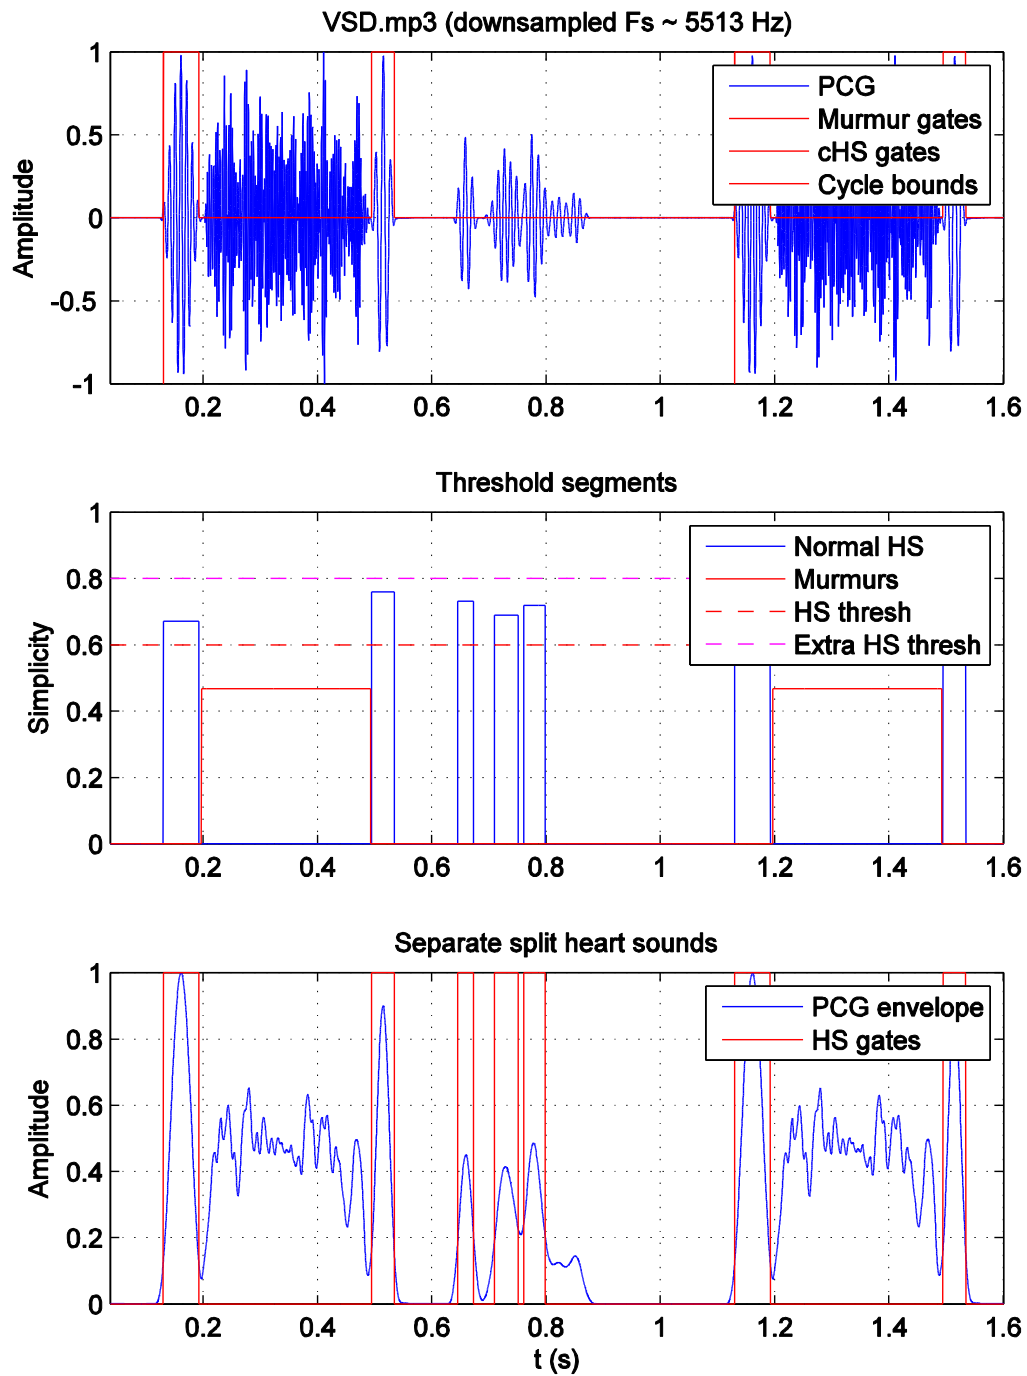 VSD.mp3 (downsampled Fs ~ 5513 Hz)
1
0.5
0
-0.5
-1
Amplitude
PCG
Murmur gates
cHS gates
Cycle bounds
0.2 0.4 0.6 0.8 1 1.2 1.4 1.6
Threshold segments
1
0.8
0.6
0.4
0.2
0
Simplicity
Normal HS
Murmurs
HS thresh
Extra HS thresh
0.2 0.4 0.6 0.8 1 1.2 1.4 1.6
Separate split heart sounds
1
0.8
0.6
0.4
0.2
0
Amplitude
PCG envelope
HS gates
0.2 0.4 0.6 0.8 1 1.2 1.4 1.6
t (s)